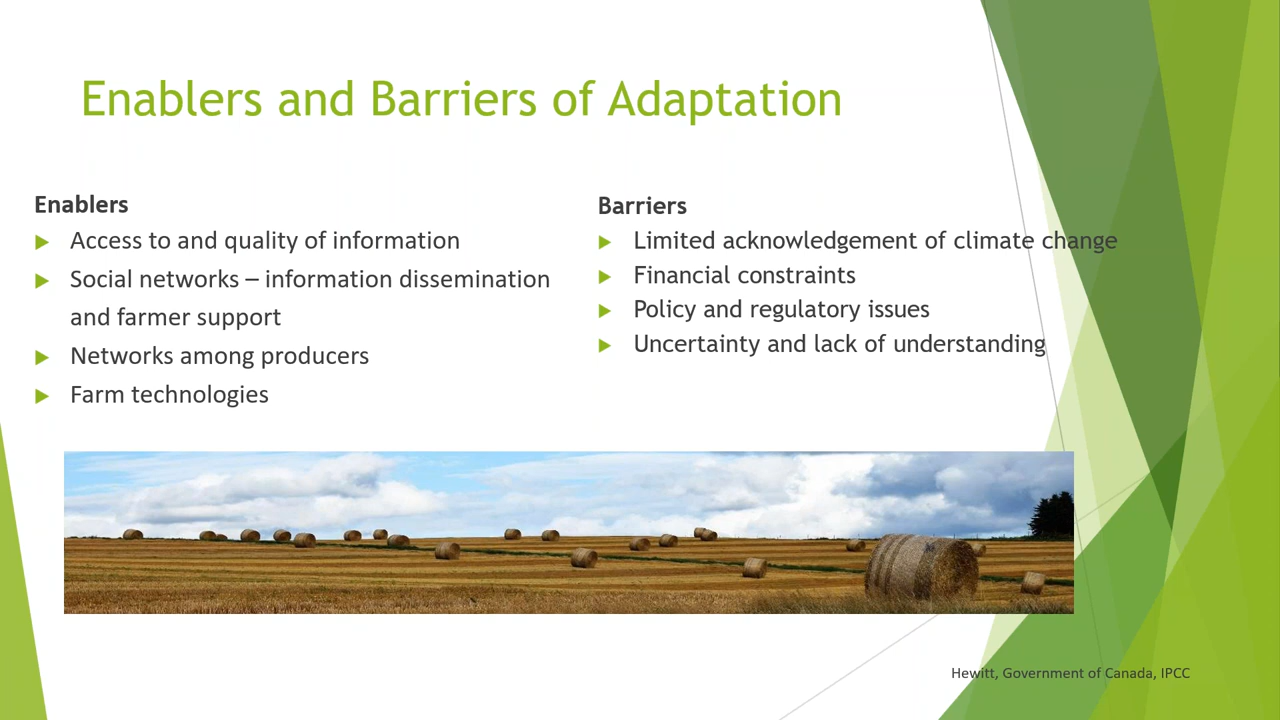 Enablers and Barriers of Adaptation
Enablers
Access to and quality of information
Social networks – information dissemination
and farmer support
Networks among producers
Farm technologies
Barriers
Limited acknowledgement of climate change
Financial constraints
Policy and regulatory issues
Uncertainty and lack of understanding
Hewitt, Government of Canada, IPCC